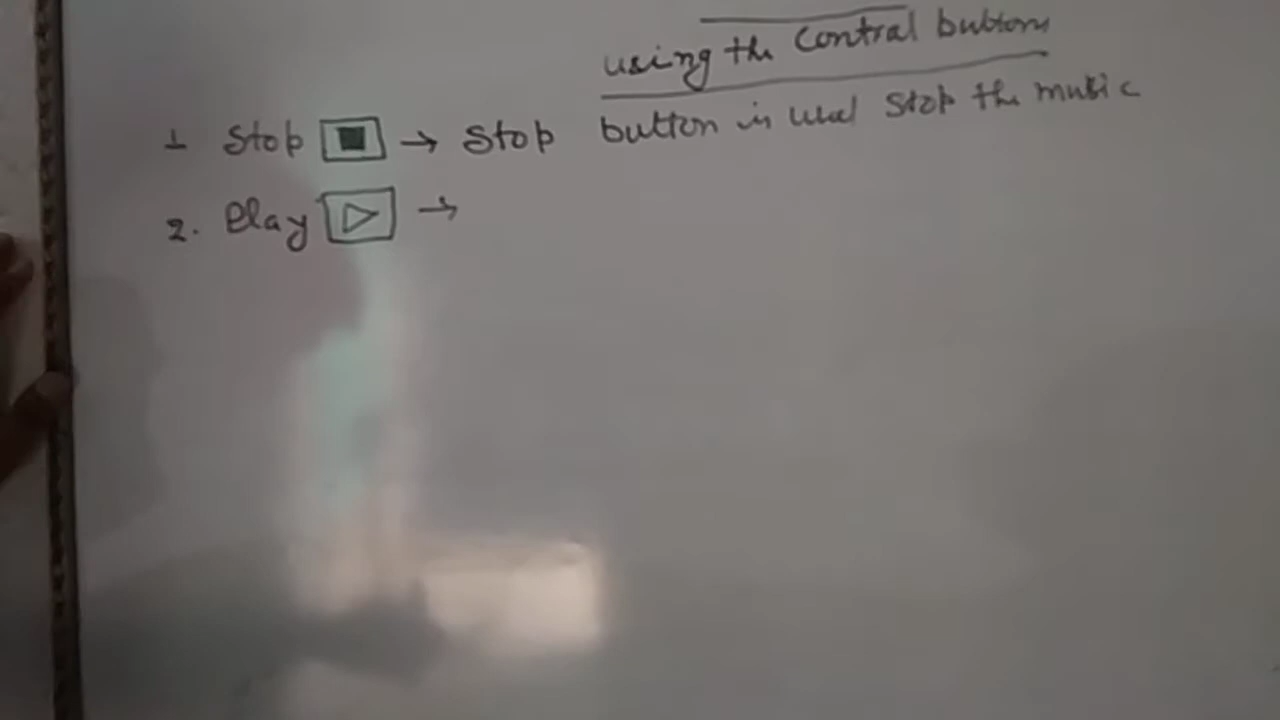 using the Control buttons
1 Stop ■ → Stop button is used Stop the music
2. Play ▷ →